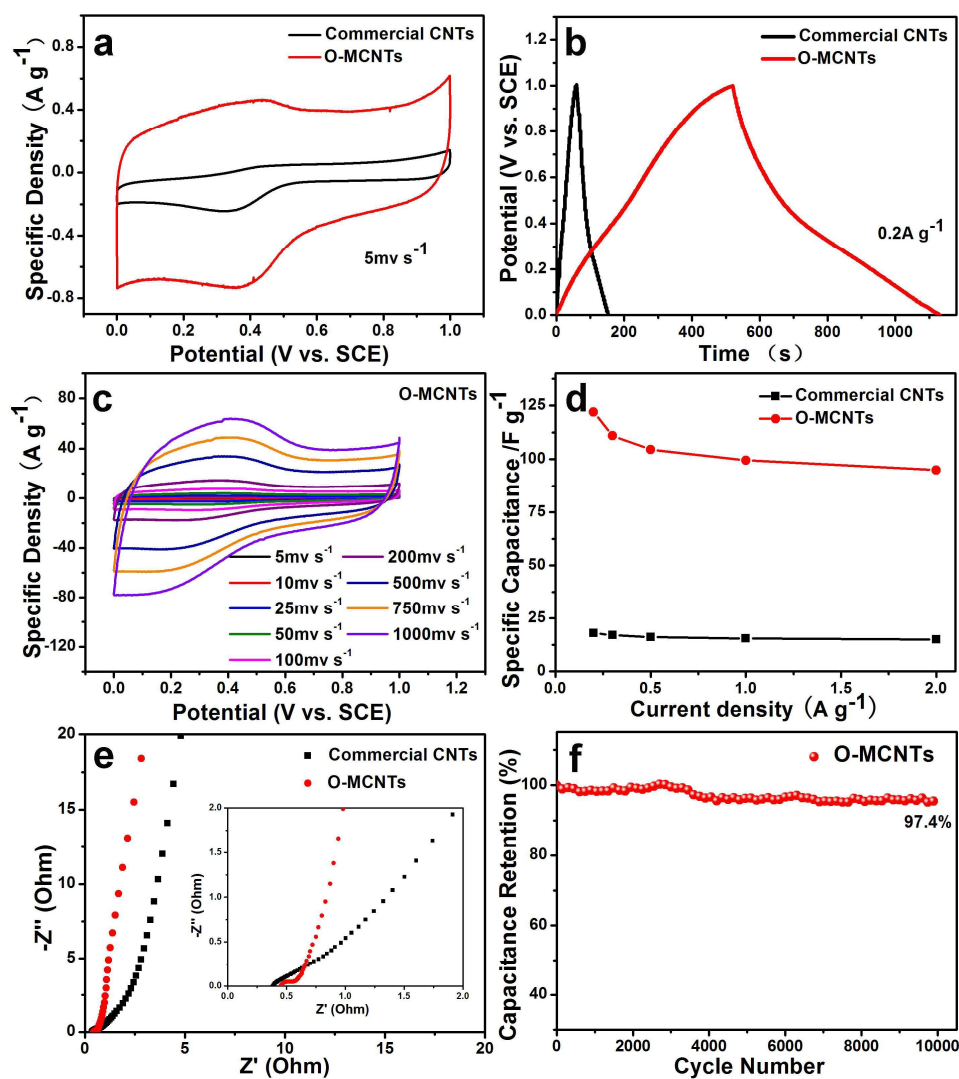 a
Commercial CNTs
O-MCNTs
Specific Density（A g-1）
0.8
0.4
0.0
-0.4
-0.8
5mv s-1
0.0 0.2 0.4 0.6 0.8 1.0
Potential (V vs. SCE)
b
Commercial CNTs
O-MCNTs
Potential (V vs. SCE)
1.2
1.0
0.8
0.6
0.4
0.2
0.0
0.2A g-1
0 200 400 600 800 1000
Time （s）
c
O-MCNTs
Specific Density（A g-1）
80
40
0
-40
-80
-120
5mv s-1
10mv s-1
25mv s-1
50mv s-1
100mv s-1
200mv s-1
500mv s-1
750mv s-1
1000mv s-1
0.0 0.2 0.4 0.6 0.8 1.0 1.2
Potential (V vs. SCE)
d
Commercial CNTs
O-MCNTs
Specific Capacitance /F g-1
125
100
75
50
25
0
0.0 0.5 1.0 1.5 2.0
Current density（A g-1）
e
Commercial CNTs
O-MCNTs
-Z'' (Ohm)
20
15
10
5
0
0 5 10 15 20
Z' (Ohm)
-Z'' (Ohm)
2.0
1.5
1.0
0.5
0.0
0.0 0.5 1.0 1.5 2.0
Z' (Ohm)
f
O-MCNTs
Capacitance Retention (%)
100
80
60
40
97.4%
0 2000 4000 6000 8000 10000
Cycle Number